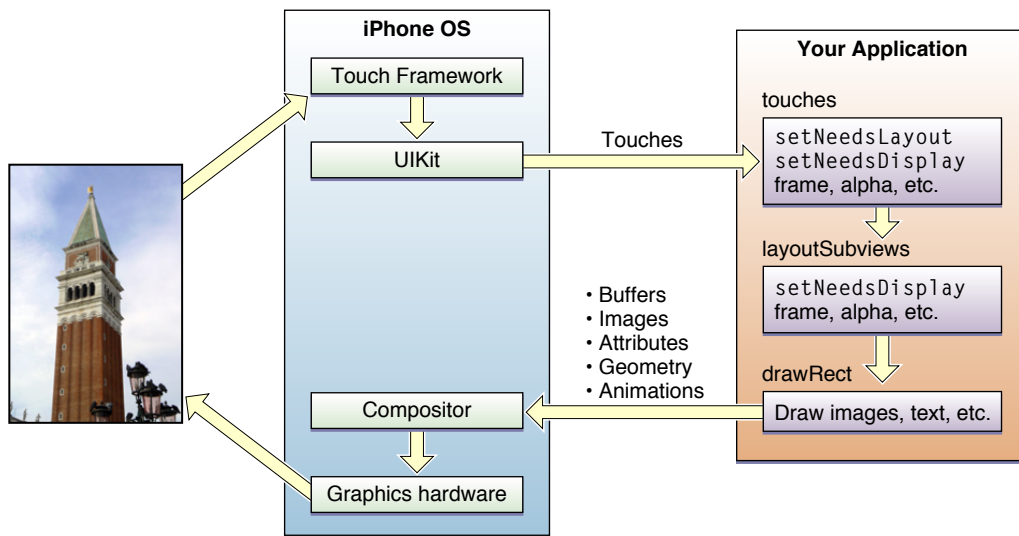 iPhone OS
Touch Framework
UIKit
Touches
Your Application
touches
setNeedsLayout
setNeedsDisplay
frame, alpha, etc.
layoutSubviews
setNeedsDisplay
frame, alpha, etc.
drawRect
Draw images, text, etc.
• Buffers
• Images
• Attributes
• Geometry
• Animations
Compositor
Graphics hardware